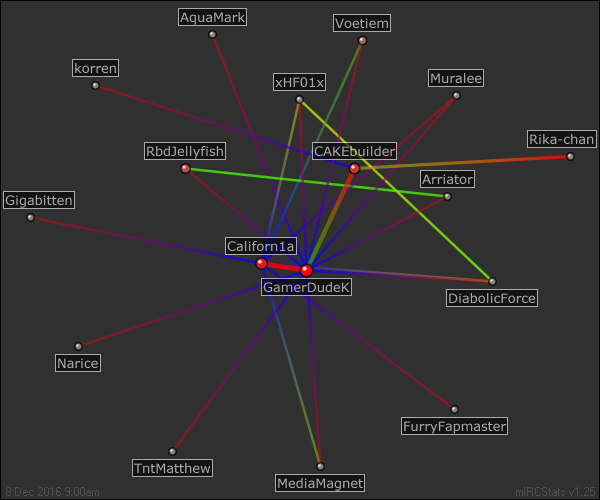 AquaMark
Voetiem
korren
xHF01x
Muralee
RbdJellyfish
CAKEbuilder
Rika-chan
Arriator
Gigabitten
Californ1a
GamerDudeK
DiabolicForce
Narice
FurryFapmaster
TntMatthew
MediaMagnet
8 Dec 2016 9:00am
mIRCStats v1.25